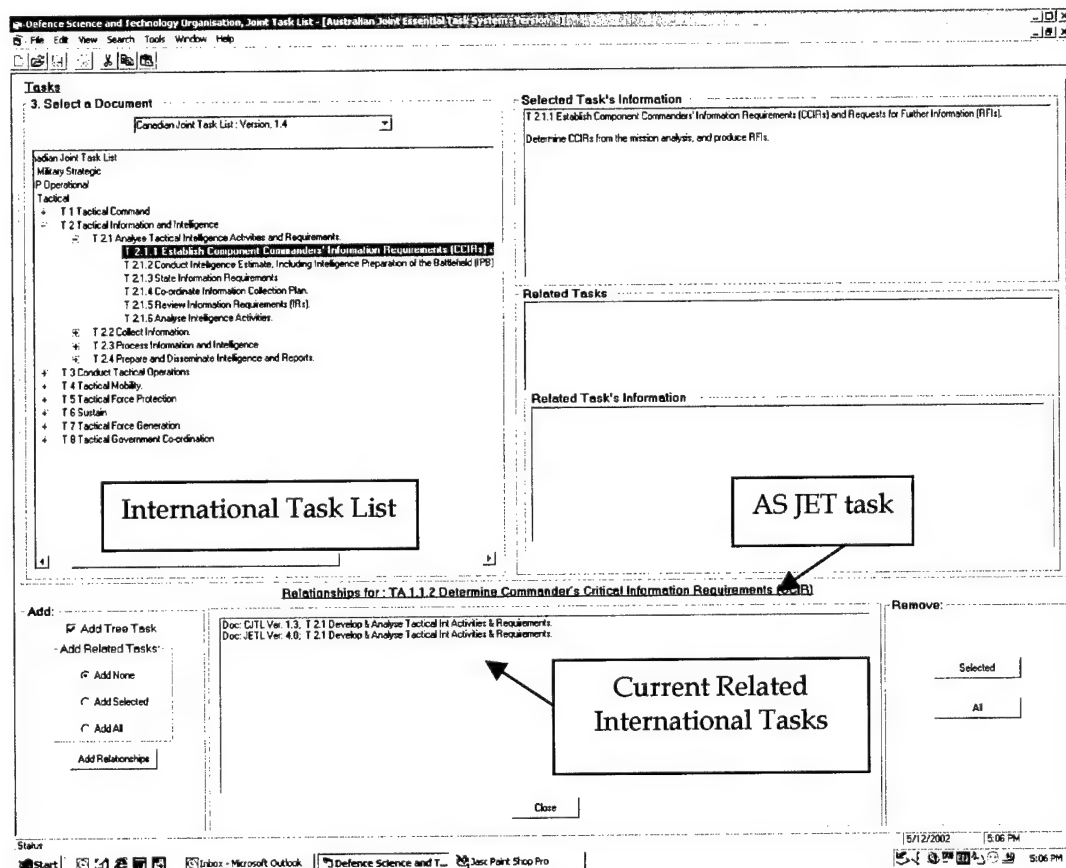 Defence Science and Technology Organisation, Joint Task List - [Australian Joint Essential Task System: Version,
File Edit View Search Tools Window Help
Tasks
3. Select a Document
Canadian Joint Task List : Version, 1.4
adian Joint Task List
Military Strategic
P Operational
Tactical
T 1 Tactical Command
T 2 Tactical Information and Intelligence
T 2.1 Analyse Tactical Intelligence Activities and Requirements.
T 2.1.1 Establish Component Commanders' Information Requirements (CCIRs)
T 2.1.2 Conduct Intelligence Estimate, Including Intelligence Preparation of the Battlefield (IPB)
T 2.1.3 State Information Requirements
T 2.1.4 Co-ordinate Information Collection Plan.
T 2.1.5 Review Information Requirements (IRs).
T 2.1.6 Analyse Intelligence Activities.
T 2.2 Collect Information.
T 2.3 Process Information and Intelligence
T 2.4 Prepare and Disseminate Intelligence and Reports.
T 3 Conduct Tactical Operations
T 4 Tactical Mobility.
T 5 Tactical Force Protection
T 6 Sustain
T 7 Tactical Force Generation
T 8 Tactical Government Co-ordination
International Task List
Selected Task's Information
T 2.1.1 Establish Component Commanders' Information Requirements (CCIRs) and Requests for Further Information (RFIs).
Determine CCIRs from the mission analysis, and produce RFIs.
Related Tasks
Related Task's Information
AS JET task
Relationships for : TA 1.1.2 Determine Commander's Critical Information Requirements (CCIR)
Add:
Add Tree Task
Add Related Tasks:
Add None
Add Selected
Add All
Add Relationships
Doc: CJTL Ver. 1.3; T 2.1 Develop & Analyse Tactical Int Activities & Requirements.
Doc: JETL Ver. 4.0; T 2.1 Develop & Analyse Tactical Int Activities & Requirements.
Current Related
International Tasks
Close
Remove:
Selected
All
Status
5/12/2002 5:06 PM
Start Inbox - Microsoft Outlook Defence Science and T... Jasc Paint Shop Pro 5:06 PM